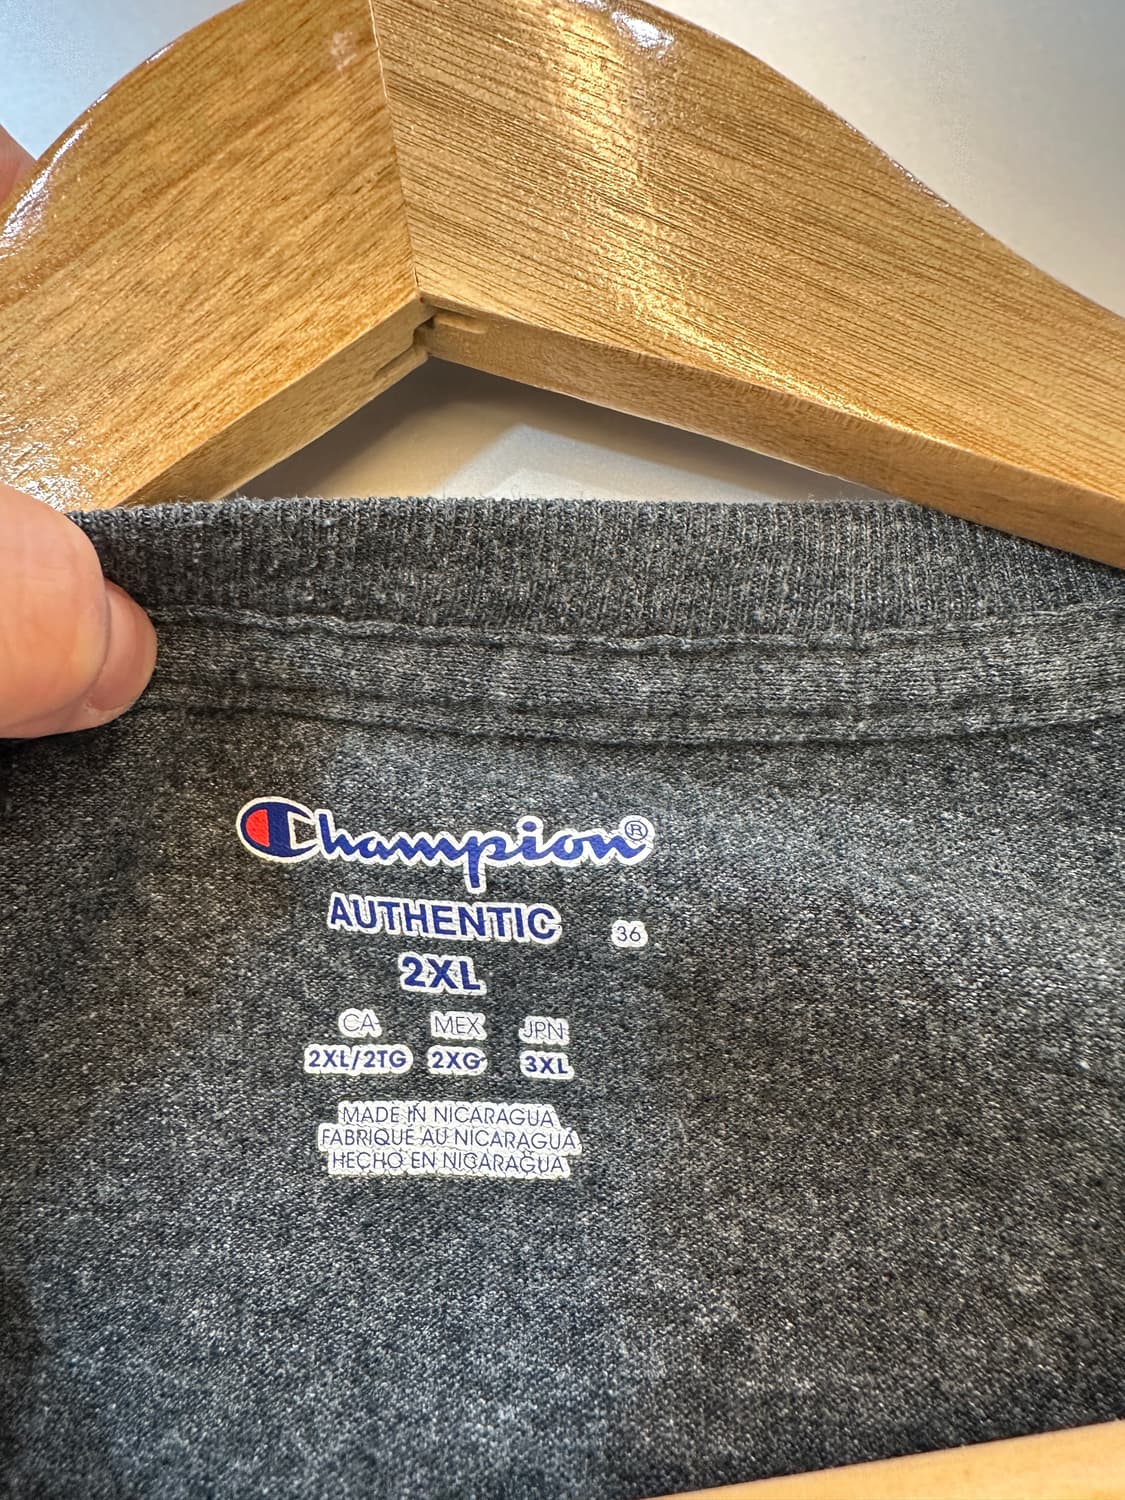 Champion®
AUTHENTIC 36
2XL
CA MEX JPN
2XL/2TG 2XG 3XL
MADE IN NICARAGUA
FABRIQUÉ AU NICARAGUA
HECHO EN NICARAGUA